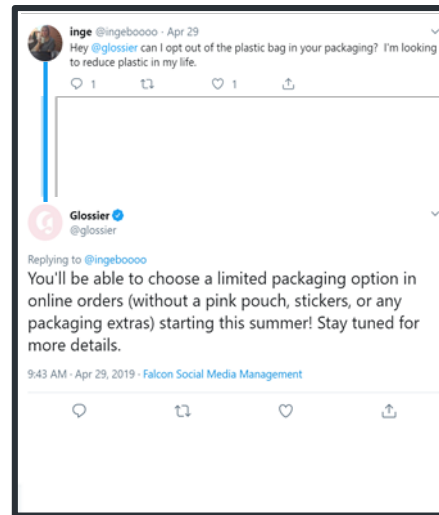 inge @ingeboooo · Apr 29
Hey @glossier can I opt out of the plastic bag in your packaging? I'm looking
to reduce plastic in my life.
1 1
Glossier
@glossier
Replying to @ingeboooo
You'll be able to choose a limited packaging option in
online orders (without a pink pouch, stickers, or any
packaging extras) starting this summer! Stay tuned for
more details.
9:43 AM · Apr 29, 2019 · Falcon Social Media Management